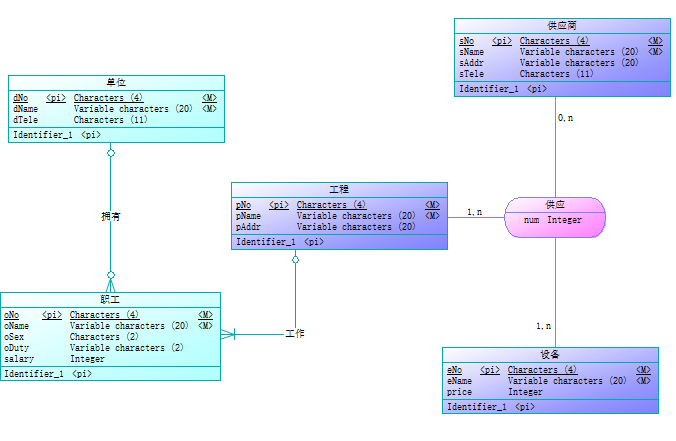 供应商
sNo <pi> Characters (4) <M>
sName Variable characters (20) <M>
sAddr Variable characters (20)
sTele Characters (11)
Identifier_1 <pi>
单位
dNo <pi> Characters (4) <M>
dName Variable characters (20) <M>
dTele Characters (11)
Identifier_1 <pi>
0,n
拥有
工程
pNo <pi> Characters (4) <M>
pName Variable characters (20) <M>
pAddr Variable characters (20)
Identifier_1 <pi>
1,n
供应
num Integer
职工
oNo <pi> Characters (4) <M>
oName Variable characters (20) <M>
oSex Characters (2)
oDuty Variable characters (2)
salary Integer
Identifier_1 <pi>
工作
1,n
设备
eNo <pi> Characters (4) <M>
eName Variable characters (20) <M>
price Integer
Identifier_1 <pi>